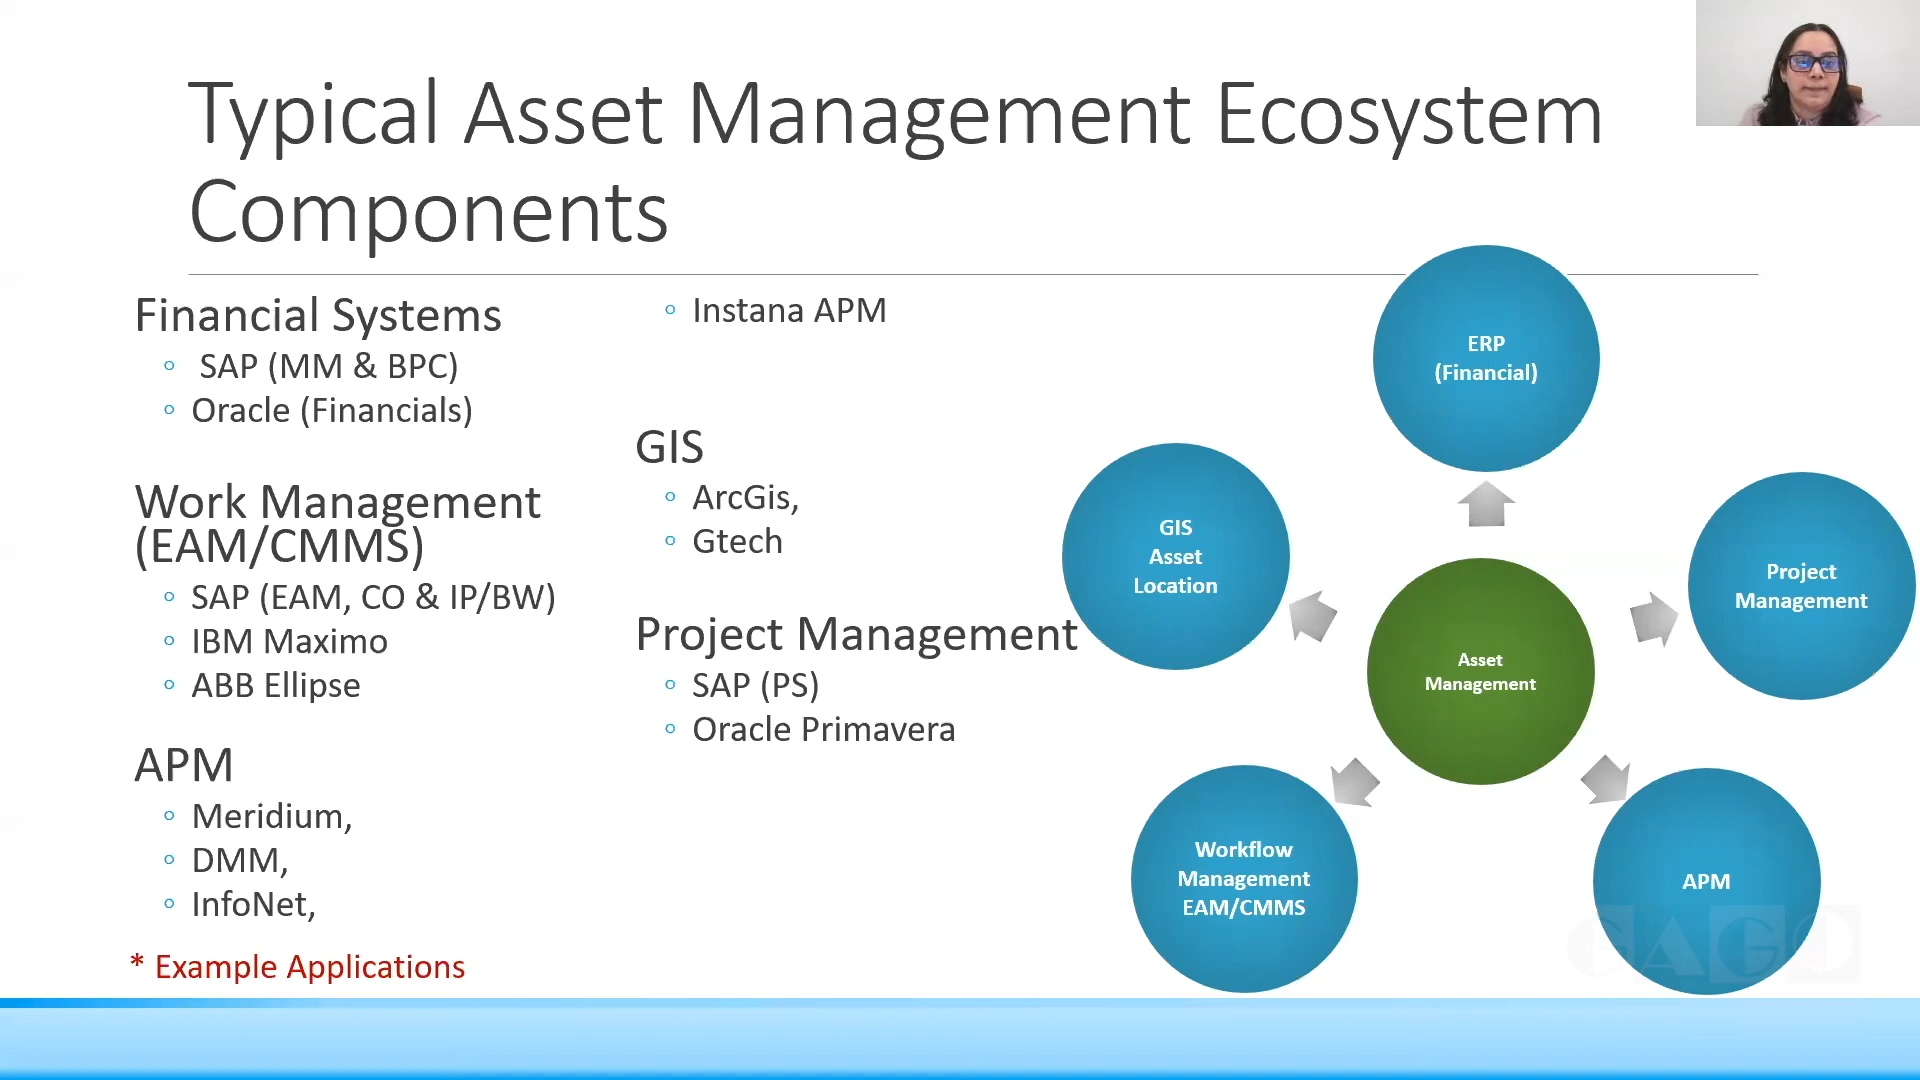 Typical Asset Management Ecosystem
Components
Financial Systems
SAP (MM & BPC)
Oracle (Financials)
Work Management
(EAM/CMMS)
SAP (EAM, CO & IP/BW)
IBM Maximo
ABB Ellipse
APM
Meridium,
DMM,
InfoNet,
* Example Applications
Instana APM
GIS
ArcGis,
Gtech
Project Management
SAP (PS)
Oracle Primavera
ERP
(Financial)
GIS
Asset
Location
Project
Management
Asset
Management
Workflow
Management
EAM/CMMS
APM